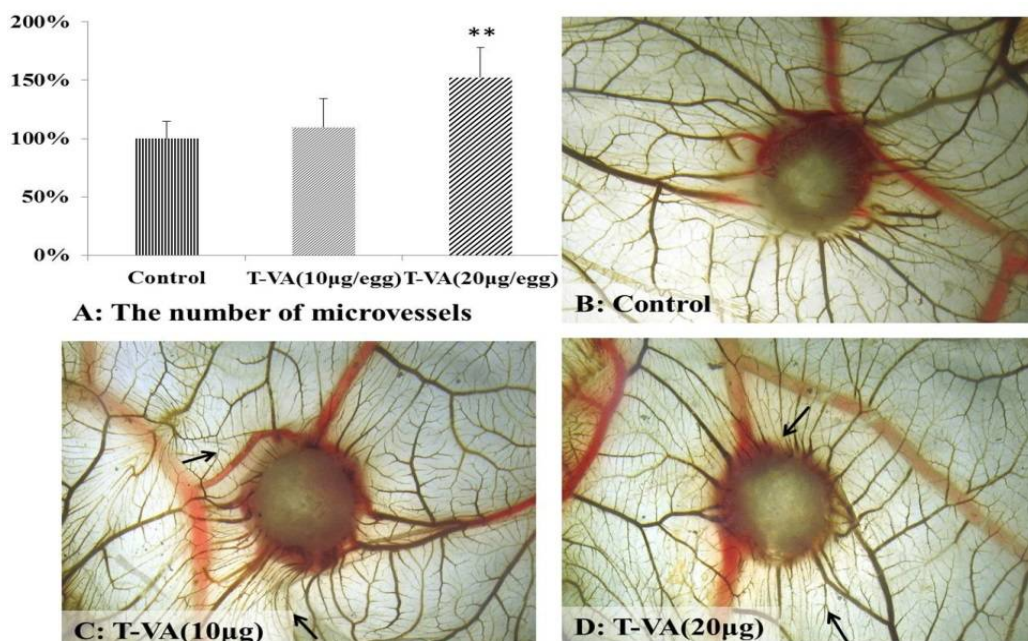 200%
150%
100%
50%
0%
**
Control T-VA(10μg/egg) T-VA(20μg/egg)
A: The number of microvessels
B: Control
C: T-VA(10μg)
D: T-VA(20μg)